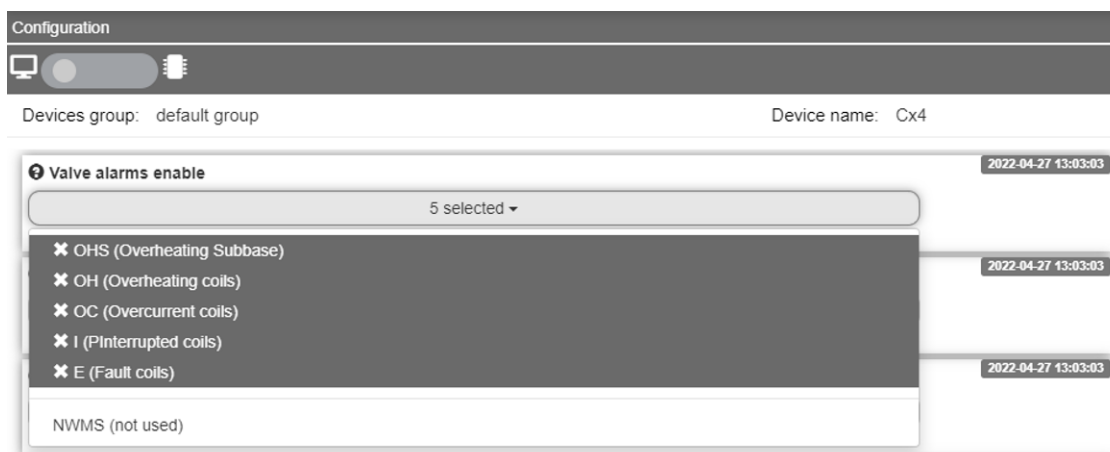 Configuration
Devices group: default group Device name: Cx4
Valve alarms enable 2022-04-27 13:03:03
5 selected
OHS (Overheating Subbase)
OH (Overheating coils) 2022-04-27 13:03:03
OC (Overcurrent coils)
I (PInterrupted coils)
E (Fault coils) 2022-04-27 13:03:03
NWMS (not used)